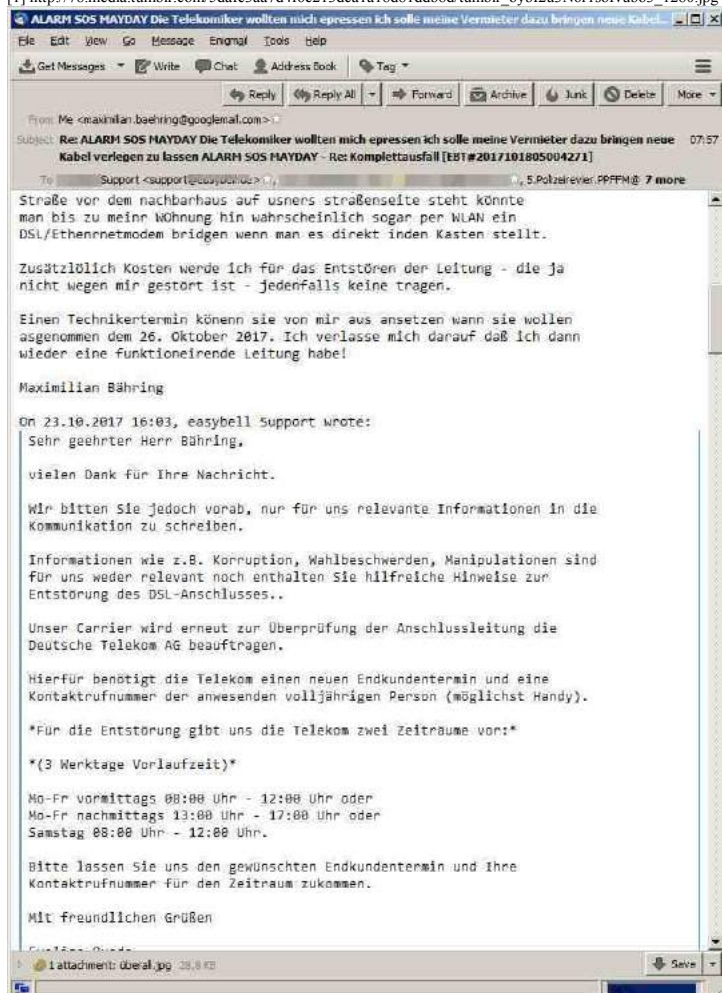 ALARM SOS MAYDAY Die Telekomiker wollten mich epressen ich solle meine Vermieter dazu bringen neue Kabel...
File Edit View Go Message Enigmail Tools Help
Get Messages Write Chat Address Book Tag
Reply Reply All Forward Archive Junk Delete More
From Me <maximilian.baehring@googlemail.com>
Subject Re: ALARM SOS MAYDAY Die Telekomiker wollten mich epressen ich solle meine Vermieter dazu bringen neue 07:57
Kabel verlegen zu lassen ALARM SOS MAYDAY - Re: Komplettausfall [EBT#2017101805004271]
To Support 5.Polizeirevier.PPFFM@ 7 more
Straße vor dem nachbarhaus auf usners straßenseite steht könnte
man bis zu meinr WOhnung hin wahrscheinlich sogar per WLAN ein
DSL/Ethenrnetmodem bridgen wenn man es direkt inden Kasten stellt.
Zusätzlölich Kosten werde ich für das Entstören der Leitung - die ja
nicht wegen mir gestört ist - jedenfalls keine tragen.
Einen Technikertermin könenn sie von mir aus ansetzen wann sie wollen
asgenommen dem 26. Oktober 2017. Ich verlasse mich darauf daß ich dann
wieder eine funktioneirende Leitung habe!
Maximilian Bähring
On 23.10.2017 16:03, easybell Support wrote:
Sehr geehrter Herr Bähring,
vielen Dank für Ihre Nachricht.
Wir bitten Sie jedoch vorab, nur für uns relevante Informationen in die
Kommunikation zu schreiben.
Informationen wie z.B. Korruption, Wahlbeschwerden, Manipulationen sind
für uns weder relevant noch enthalten Sie hilfreiche Hinweise zur
Entstörung des DSL-Anschlusses..
Unser Carrier wird erneut zur Überprüfung der Anschlussleitung die
Deutsche Telekom AG beauftragen.
Hierfür benötigt die Telekom einen neuen Endkundentermin und eine
Kontaktrufnummer der anwesenden volljährigen Person (möglichst Handy).
*Für die Entstörung gibt uns die Telekom zwei Zeiträume vor:*
*(3 Werktage Vorlaufzeit)*
Mo-Fr vormittags 08:00 Uhr - 12:00 Uhr oder
Mo-Fr nachmittags 13:00 Uhr - 17:00 Uhr oder
Samstag 08:00 Uhr - 12:00 Uhr.
Bitte lassen Sie uns den gewünschten Endkundentermin und Ihre
Kontaktrufnummer für den Zeitraum zukommen.
Mit freundlichen Grüßen
1 attachment: überall.jpg 28,8 KB Save